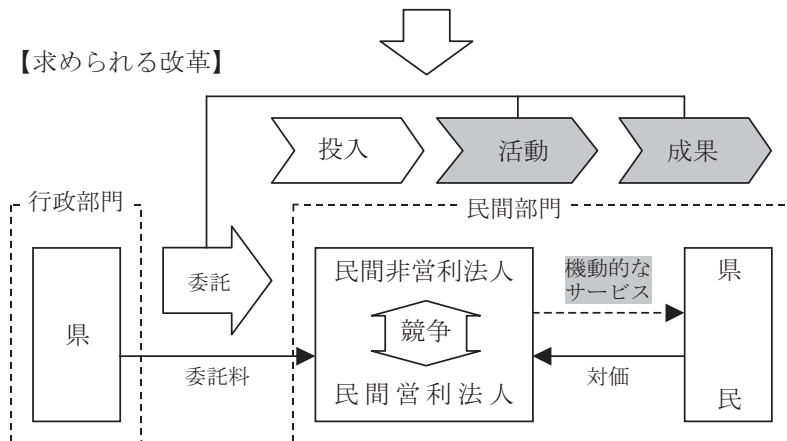 【求められる改革】
投入
活動
成果
行政部門
民間部門
県
委託
委託料
民間非営利法人
競争
民間営利法人
機動的な
サービス
対価
県
民